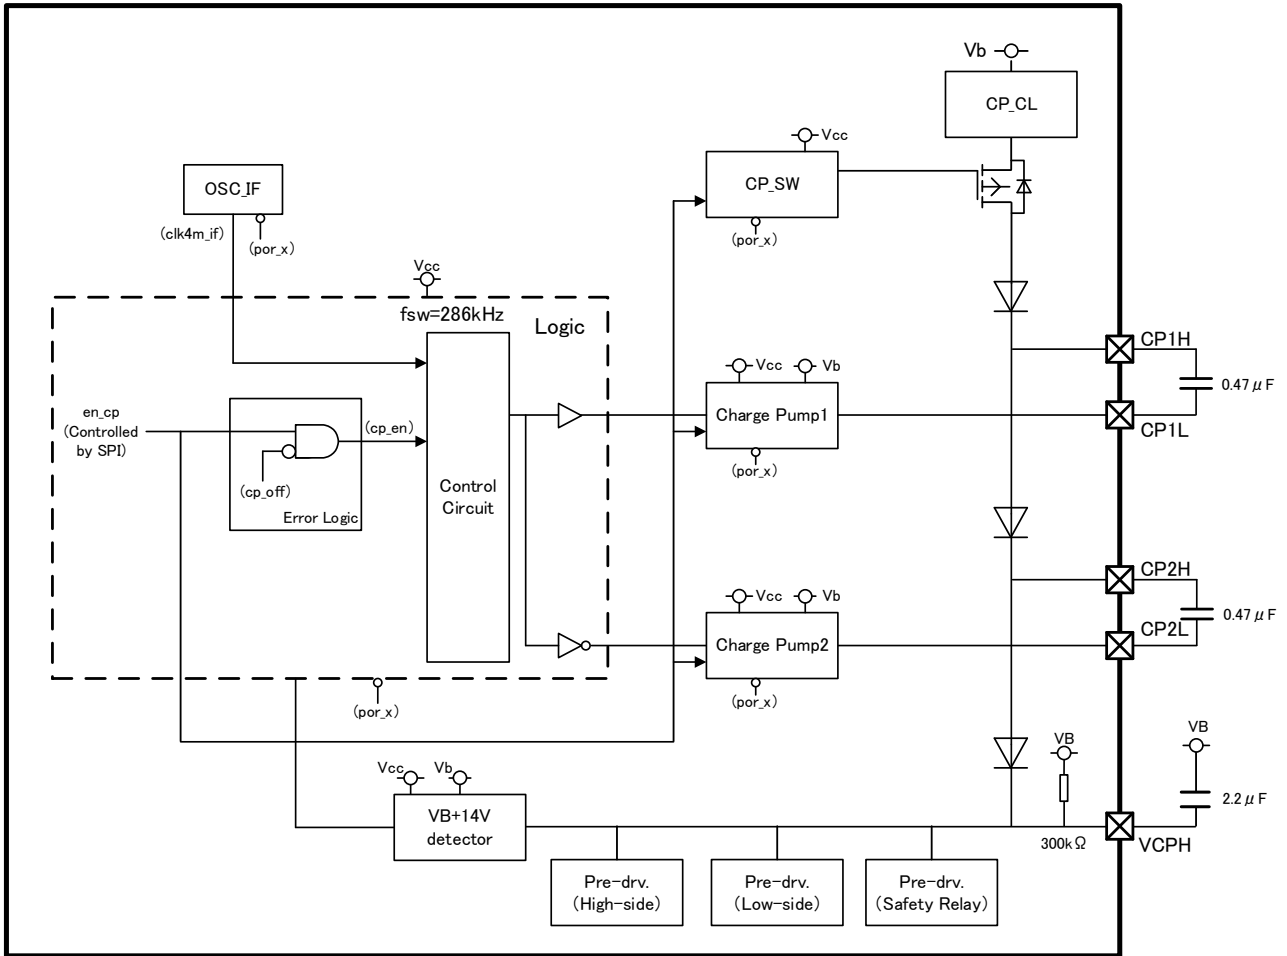 Vb
CP_CL
Vcc
CP_SW
(por_x)
OSC_IF
(clk4m_if)
(por_x)
Vcc
fsw=286kHz
Logic
en_cp
(Controlled
by SPI)
(cp_off)
Error Logic
(cp_en)
Control
Circuit
(por_x)
Vcc
Vb
Charge Pump1
(por_x)
CP1H
0.47μF
CP1L
Vcc
Vb
Charge Pump2
(por_x)
CP2H
0.47μF
CP2L
Vcc
Vb
VB+14V
detector
VB
300kΩ
VB
2.2μF
VCPH
Pre-drv.
(High-side)
Pre-drv.
(Low-side)
Pre-drv.
(Safety Relay)